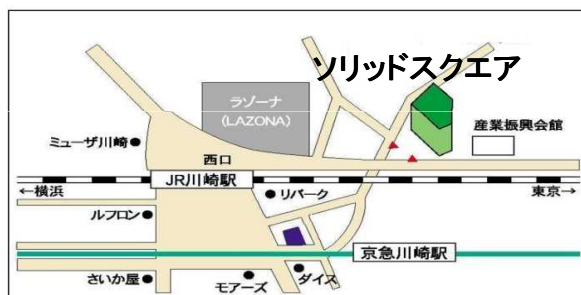 ソリッドスクエア
ラゾーナ
(LAZONA)
産業振興会館
ミューザ川崎
西口
JR川崎駅
←横浜
リパーク
東京→
ルフロン
京急川崎駅
さいか屋
モアーズ
ダイス